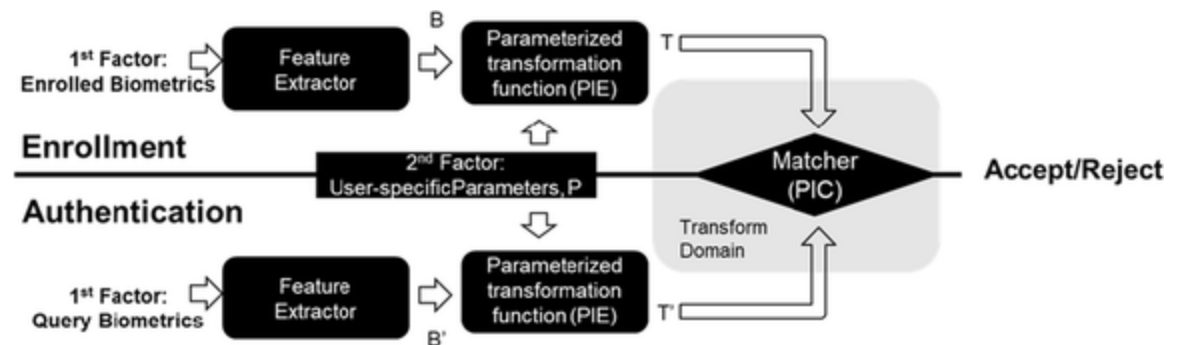 B
1st Factor:
Enrolled Biometrics
Feature
Extractor
Parameterized
transformation
function (PIE)
T
Enrollment
2nd Factor:
User-specificParameters, P
Matcher
(PIC)
Accept/Reject
Authentication
Transform
Domain
1st Factor:
Query Biometrics
Feature
Extractor
Parameterized
transformation
function (PIE)
T'
B'